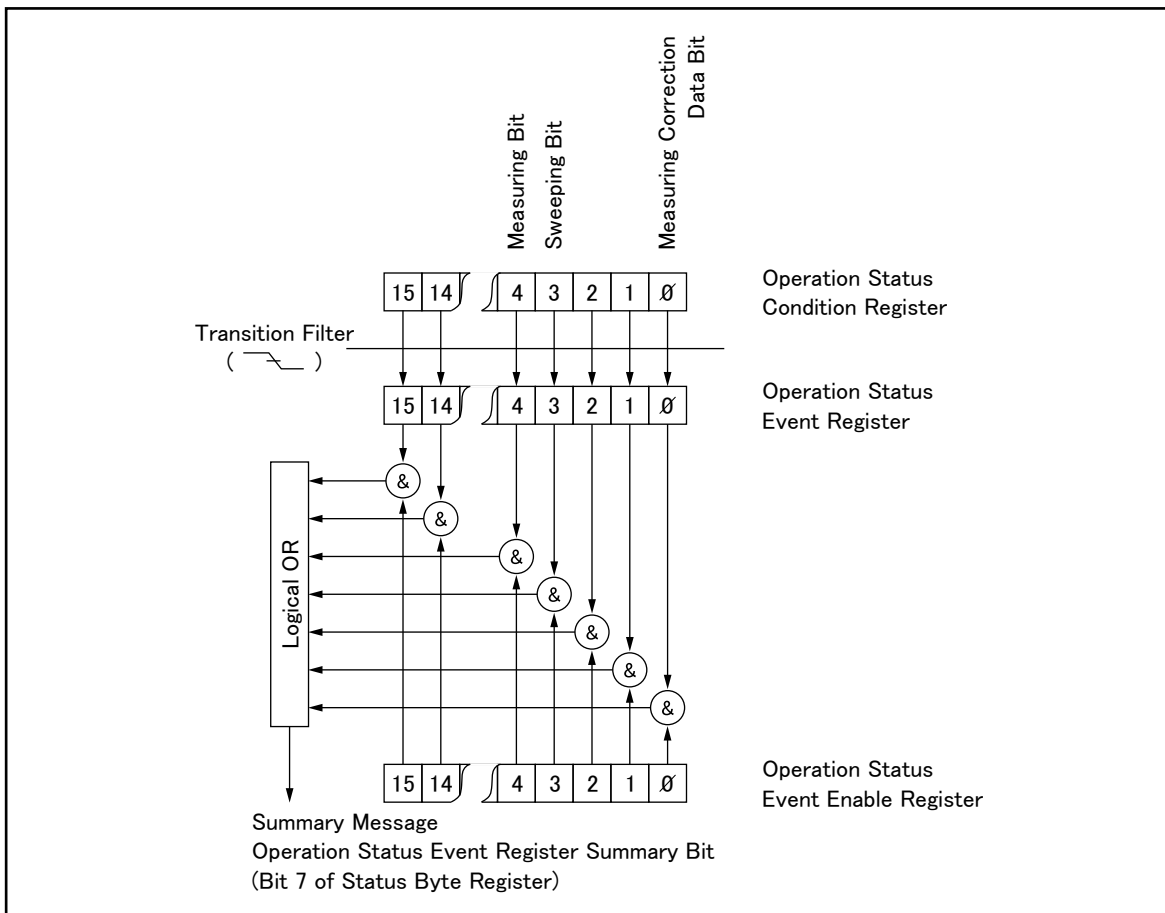 Measuring Bit
Sweeping Bit
Measuring Correction
Data Bit
15 14 4 3 2 1 0
Operation Status
Condition Register
Transition Filter
( )
15 14 4 3 2 1 0
Operation Status
Event Register
&
&
&
&
&
&
&
Logical OR
15 14 4 3 2 1 0
Operation Status
Event Enable Register
Summary Message
Operation Status Event Register Summary Bit
(Bit 7 of Status Byte Register)